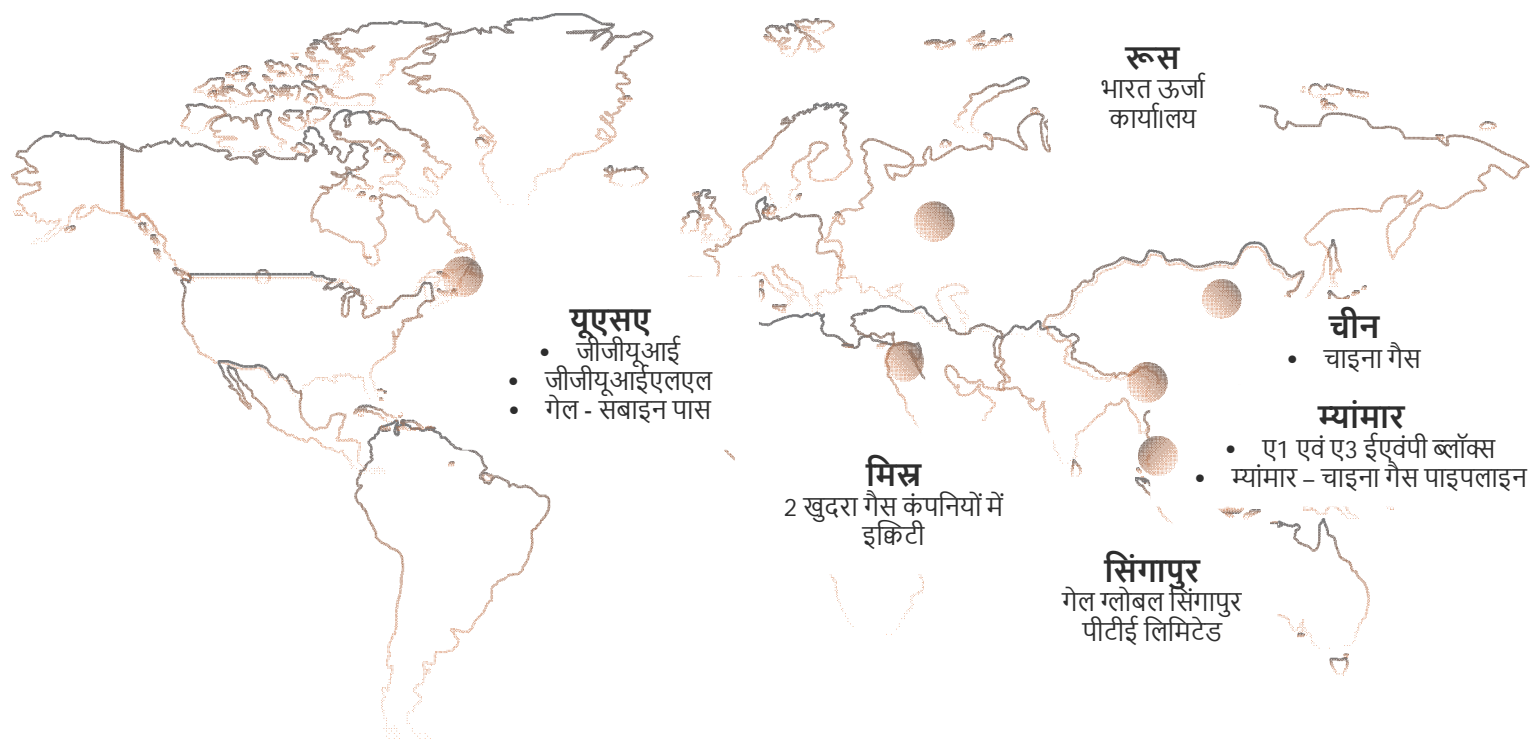 रूस
भारत ऊर्जा
कार्यालय
यूएसए
• जीजीयूआई
• जीजीयूआईएलएल
• गेल - सबाइन पास
चीन
• चाइना गैस
म्यांमार
• ए1 एवं ए3 ईएवंपी ब्लॉक्स
• म्यांमार – चाइना गैस पाइपलाइन
मिस्र
2 खुदरा गैस कंपनियों में
इक्विटी
सिंगापुर
गेल ग्लोबल सिंगापुर
पीटीई लिमिटेड